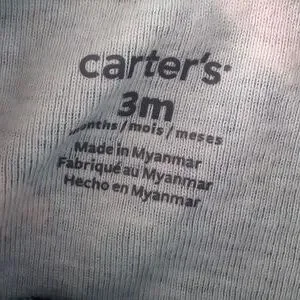 carter's
3m
months / mois / meses
Made in Myanmar
Fabriqué au Myanmar
Hecho en Myanmar